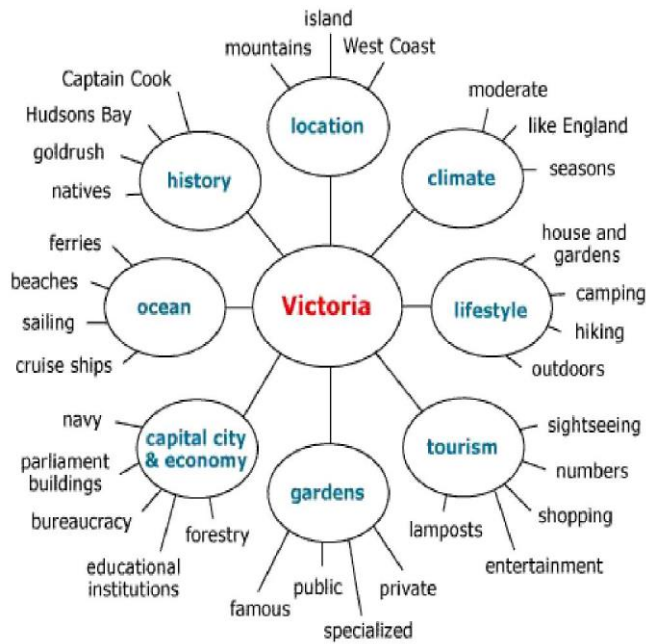 island
mountains
West Coast
location
Captain Cook
Hudsons Bay
goldrush
natives
history
moderate
like England
seasons
climate
ferries
beaches
sailing
cruise ships
ocean
Victoria
house and
gardens
camping
hiking
outdoors
lifestyle
navy
parliament
buildings
bureaucracy
educational
institutions
forestry
capital city
& economy
gardens
famous
public
specialized
private
tourism
sightseeing
numbers
shopping
entertainment
lamposts